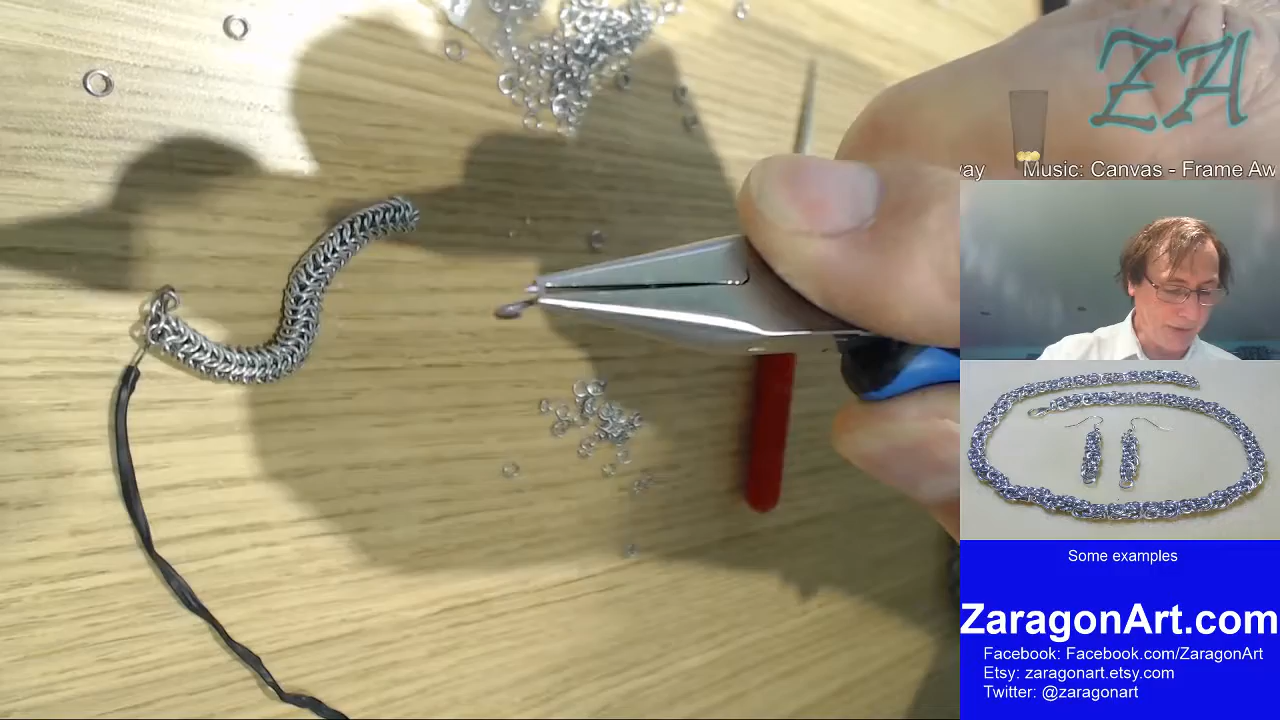 ZA
way Music: Canvas - Frame Aw
Some examples
ZaragonArt.com
Facebook: Facebook.com/ZaragonArt
Etsy: zaragonart.etsy.com
Twitter: @zaragonart